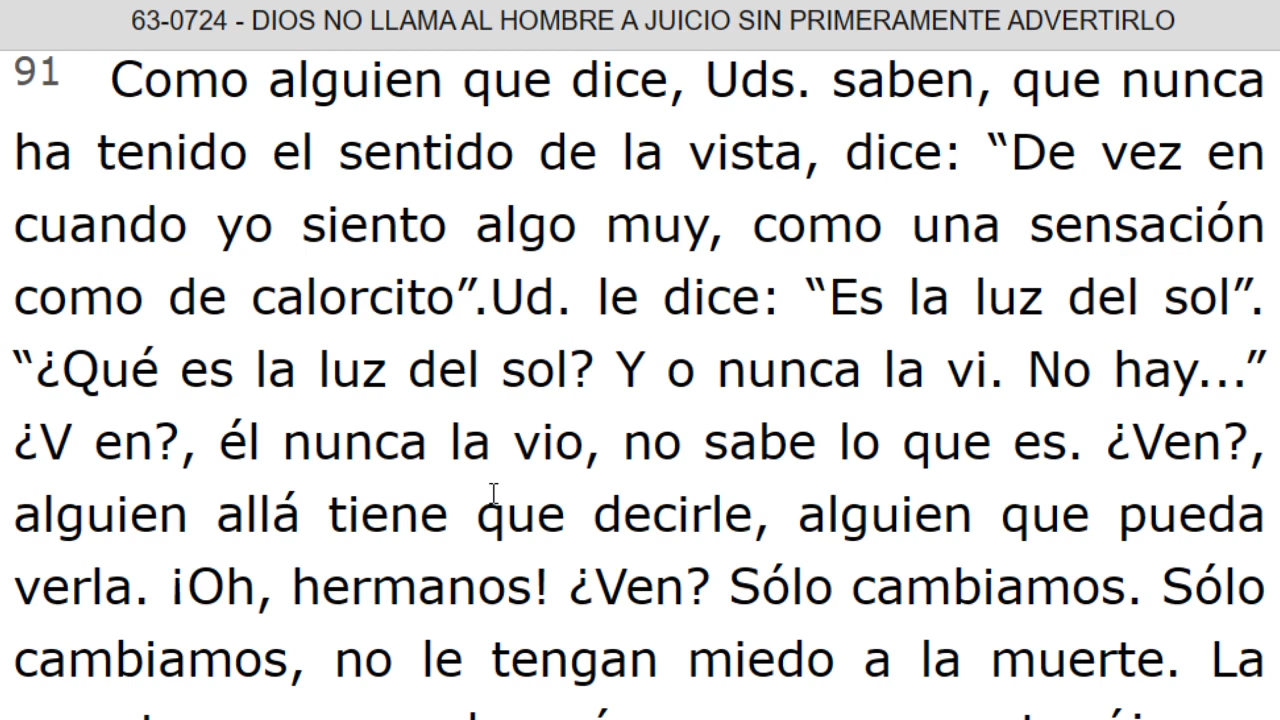 63-0724 - DIOS NO LLAMA AL HOMBRE A JUICIO SIN PRIMERAMENTE ADVERTIRLO
91 Como alguien que dice, Uds. saben, que nunca
ha tenido el sentido de la vista, dice: “De vez en
cuando yo siento algo muy, como una sensación
como de calorcito”.Ud. le dice: “Es la luz del sol”.
“¿Qué es la luz del sol? Y o nunca la vi. No hay...”
¿V en?, él nunca la vio, no sabe lo que es. ¿Ven?,
alguien allá tiene que decirle, alguien que pueda
verla. ¡Oh, hermanos! ¿Ven? Sólo cambiamos. Sólo
cambiamos, no le tengan miedo a la muerte. La